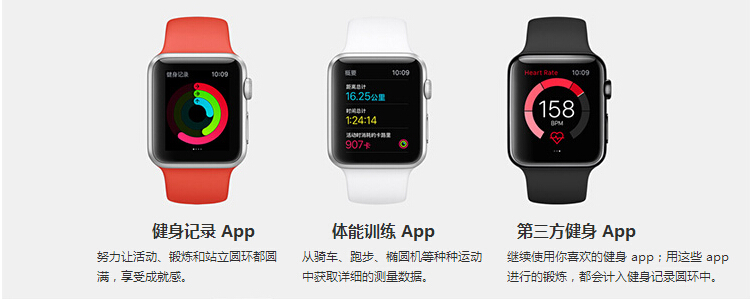 健身记录 10:09
概要 10:09
距离总计
16.25公里
时间总计
1:24:14
活动时消耗的卡路里
907卡
Heart Rate 10:09
158
BPM
健身记录 App
努力让活动、锻炼和站立圆环都圆
满，享受成就感。
体能训练 App
从骑车、跑步、椭圆机等种种运动
中获取详细的测量数据。
第三方健身 App
继续使用你喜欢的健身 app；用这些 app
进行的锻炼，都会计入健身记录圆环中。